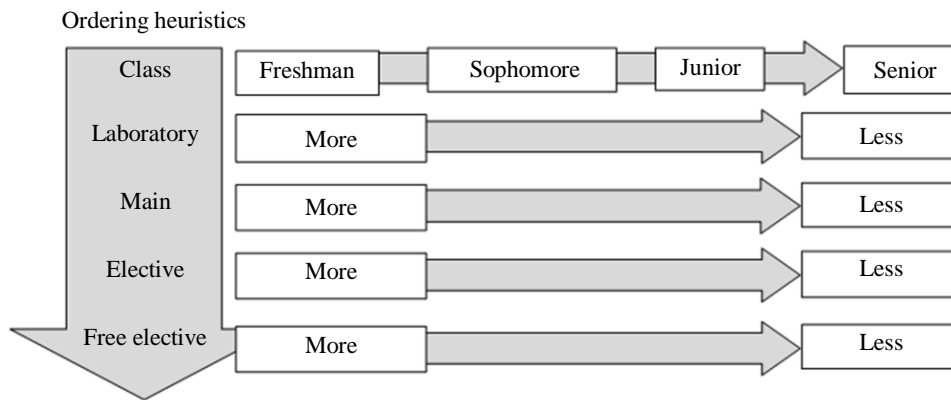 Ordering heuristics
Class Freshman Sophomore Junior Senior
Laboratory More Less
Main More Less
Elective More Less
Free elective More Less